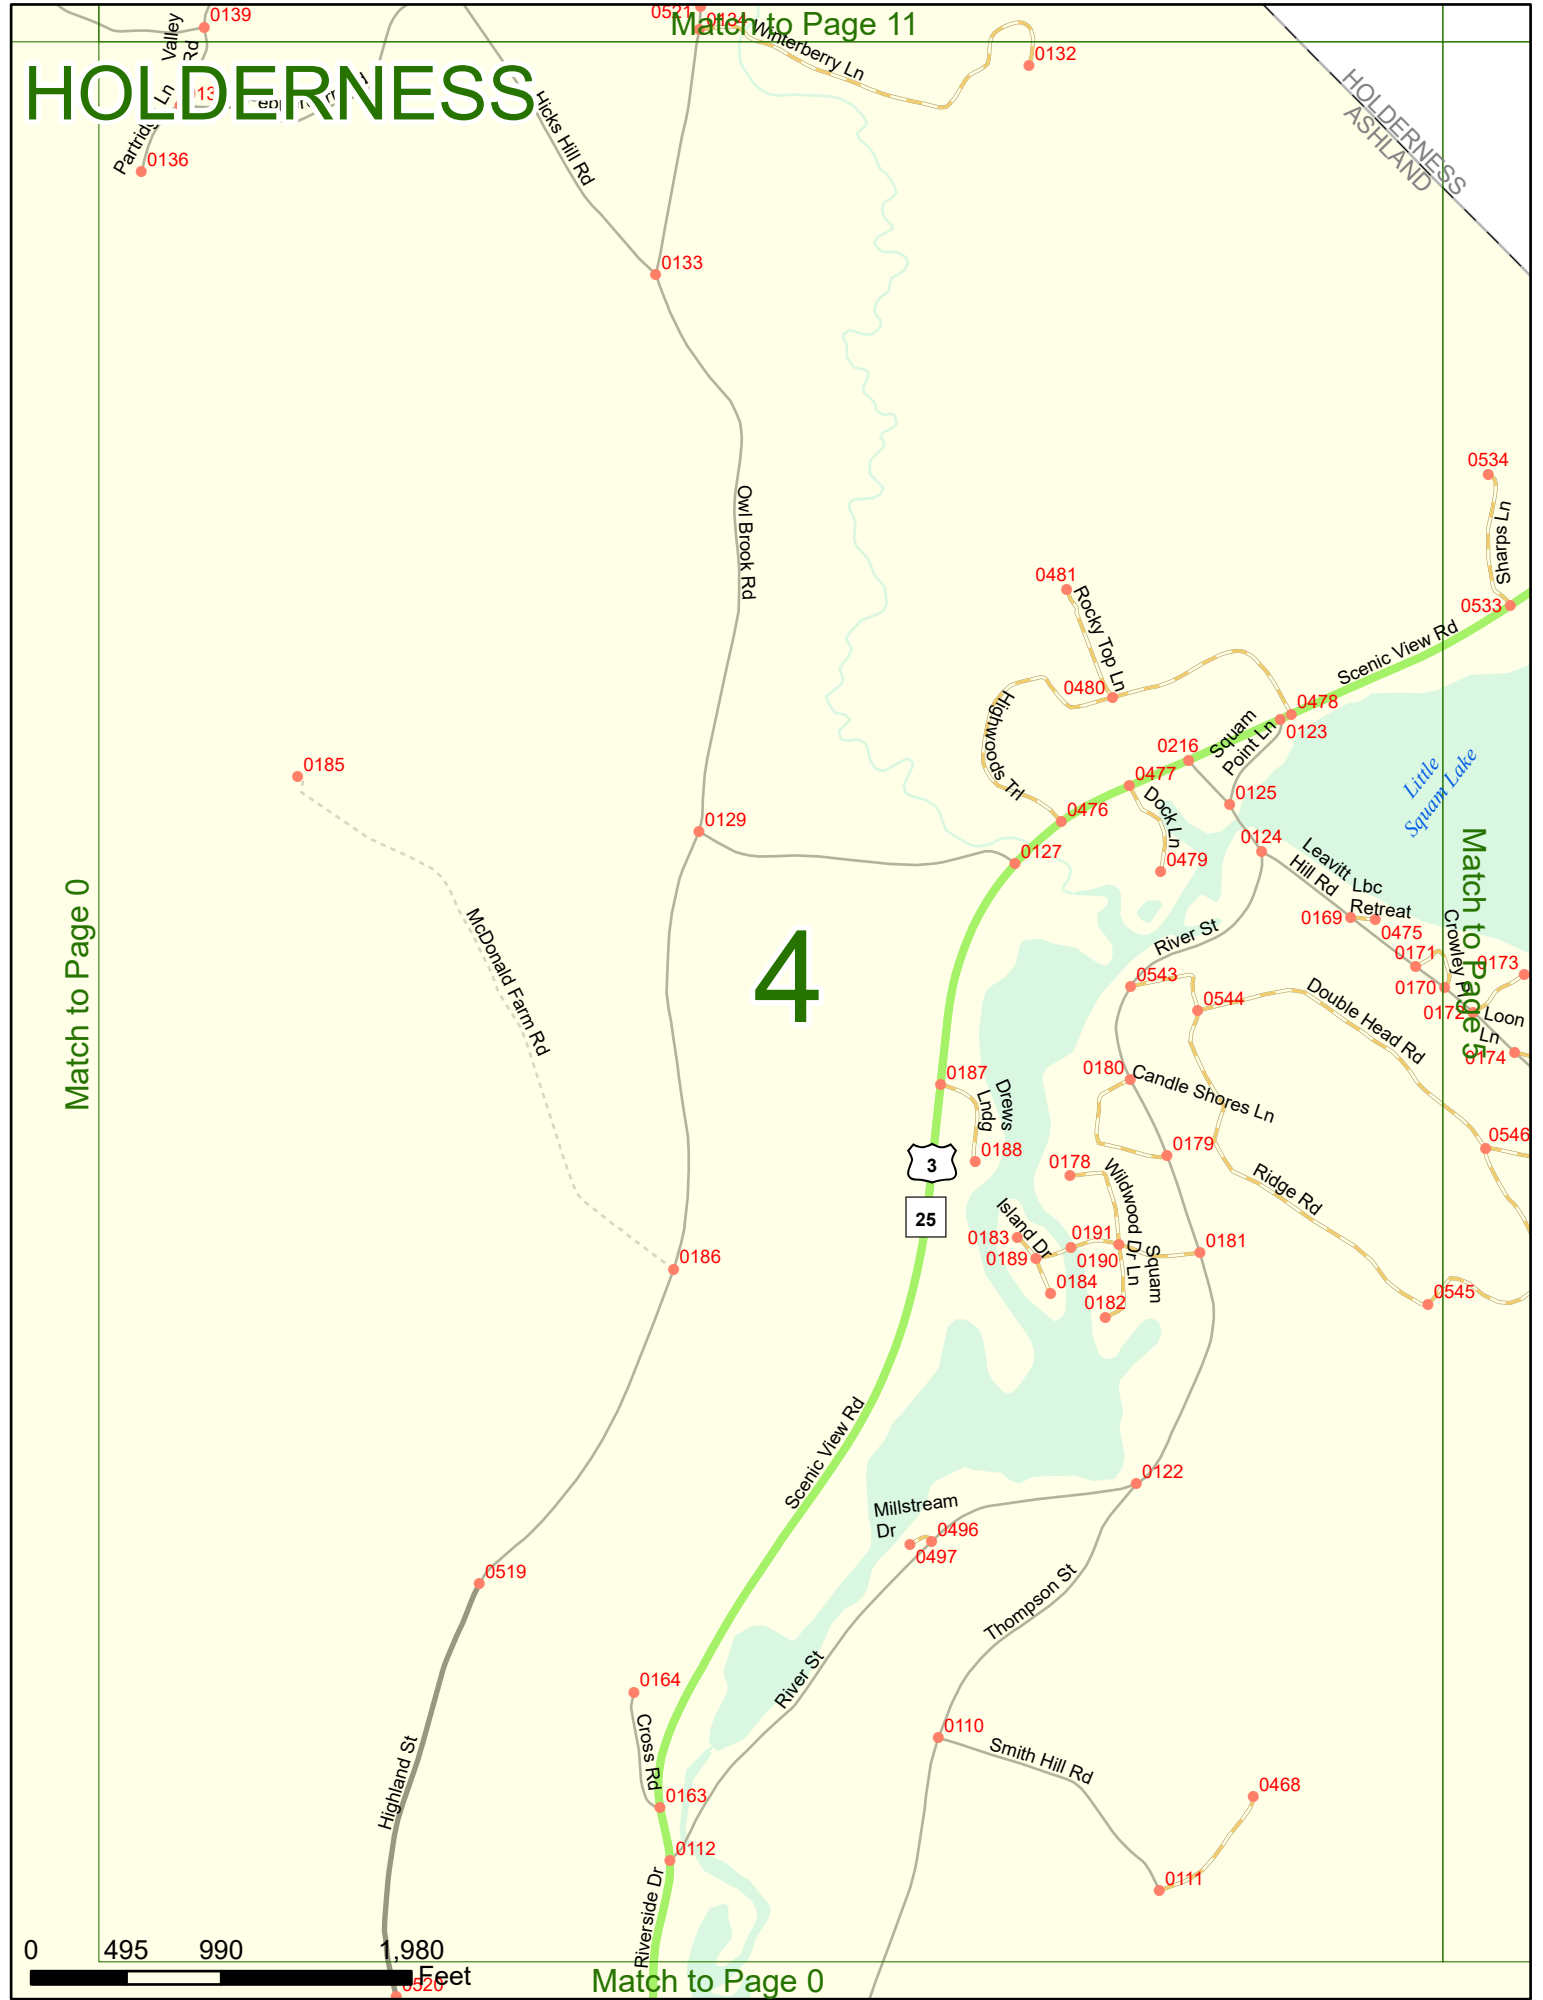 0139
0521
0134
Match to Page 11
Winterberry Ln
0132
Valley
Rd
HOLDERNESS
HOLDERNESS
ASHLAND
Ln
Hicks Hill Rd
0136
0133
Owl Brook Rd
0534
Sharps Ln
0533
0481
Rocky Top Ln
Scenic View Rd
0480
Highwoods Trl
0478
0123
Squam
Point Ln
0216
0477
Dock Ln
0125
Little
Squam Lake
0185
0476
0129
0127
0124
0479
Leavitt
Hill Rd
Lbc
Retreat
0169
0475
Match to Page 0
Match to Page 5
McDonald Farm Rd
4
River St
0171
Crowley Pl
0173
0170
0543
0544
Double Head Rd
0172
Loon
Ln
0174
0187
Drews
Lndg
0180
Candle Shores Ln
0179
0546
0188
3
25
0178
Wildwood Dr
Ridge Rd
Island Dr
0183
0189
0191
0190
Squam
Ln
0181
0184
0182
0545
0186
Scenic View Rd
0122
Millstream
Dr
0496
0497
0519
Thompson St
River St
0164
Cross Rd
0110
Smith Hill Rd
0468
Highland St
0163
0112
0111
Riverside Dr
0
495
990
1,980
Feet
0520
Match to Page 0